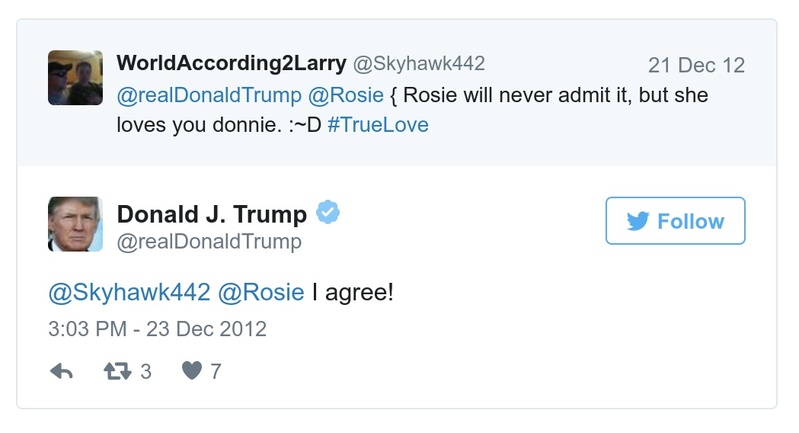 WorldAccording2Larry @Skyhawk442 21 Dec 12
@realDonaldTrump @Rosie { Rosie will never admit it, but she
loves you donnie. :~D #TrueLove
Donald J. Trump
@realDonaldTrump
Follow
@Skyhawk442 @Rosie I agree!
3:03 PM - 23 Dec 2012
3 7